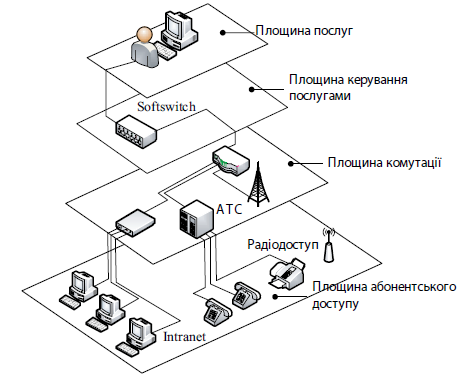 Площина послуг
Площина керування
послугами
Softswitch
Площина комутації
АТС
Радіодоступ
Площина абонентського
доступу
Intranet